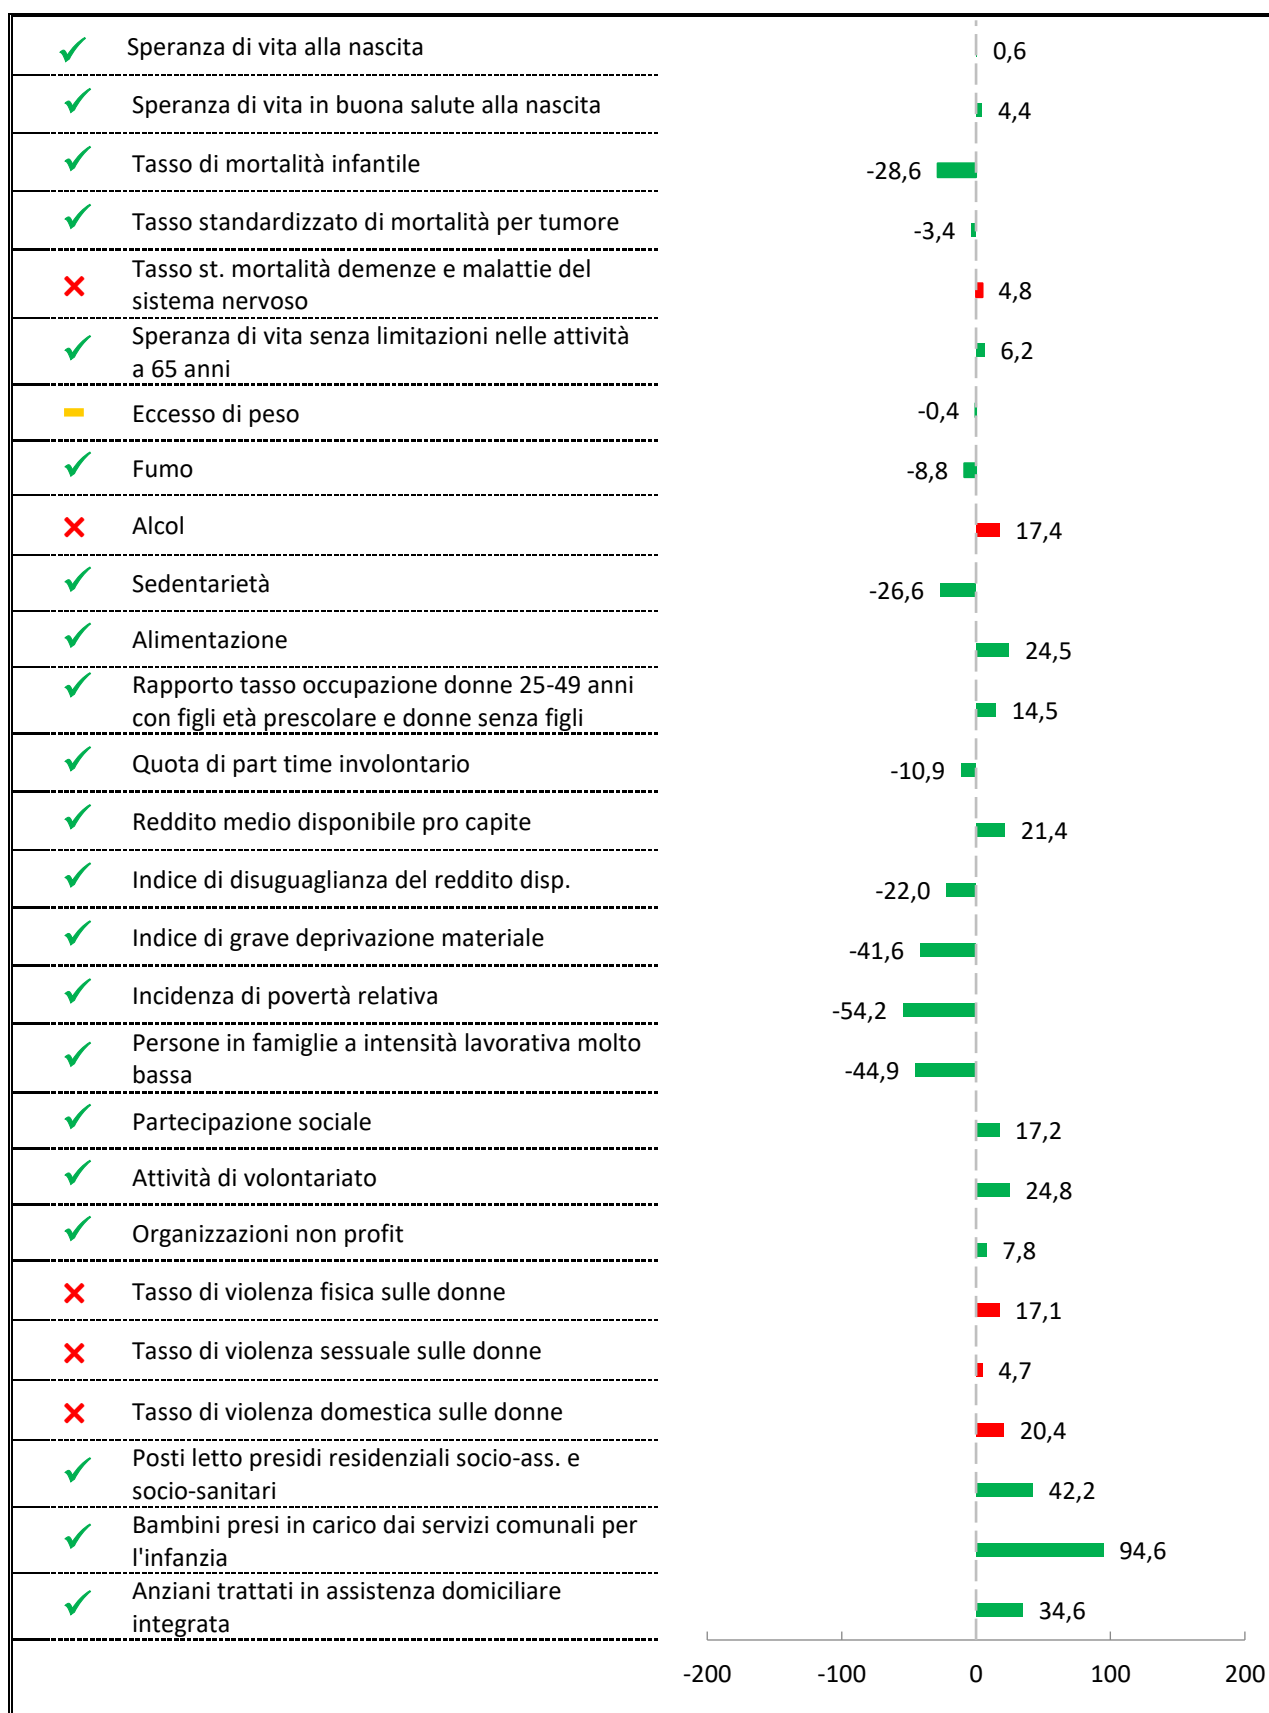 Speranza di vita alla nascita 0,6
Speranza di vita in buona salute alla nascita 4,4
Tasso di mortalità infantile -28,6
Tasso standardizzato di mortalità per tumore -3,4
Tasso st. mortalità demenze e malattie del
sistema nervoso 4,8
Speranza di vita senza limitazioni nelle attività
a 65 anni 6,2
Eccesso di peso -0,4
Fumo -8,8
Alcol 17,4
Sedentarietà -26,6
Alimentazione 24,5
Rapporto tasso occupazione donne 25-49 anni
con figli età prescolare e donne senza figli 14,5
Quota di part time involontario -10,9
Reddito medio disponibile pro capite 21,4
Indice di disuguaglianza del reddito disp. -22,0
Indice di grave deprivazione materiale -41,6
Incidenza di povertà relativa -54,2
Persone in famiglie a intensità lavorativa molto
bassa -44,9
Partecipazione sociale 17,2
Attività di volontariato 24,8
Organizzazioni non profit 7,8
Tasso di violenza fisica sulle donne 17,1
Tasso di violenza sessuale sulle donne 4,7
Tasso di violenza domestica sulle donne 20,4
Posti letto presidi residenziali socio-ass. e
socio-sanitari 42,2
Bambini presi in carico dai servizi comunali per
l'infanzia 94,6
Anziani trattati in assistenza domiciliare
integrata 34,6
-200 -100 0 100 200